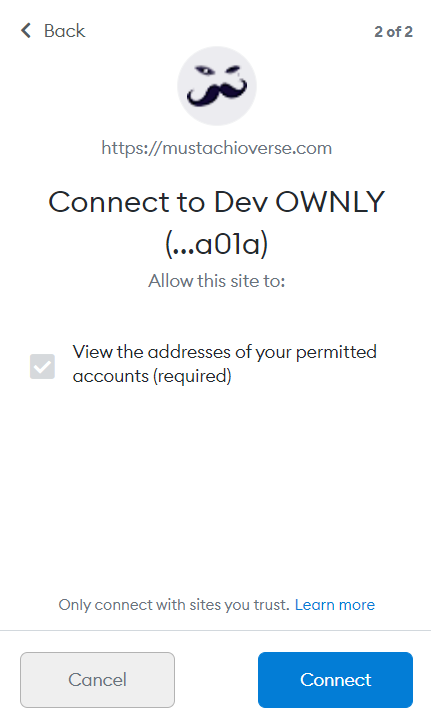 Back
2 of 2
https://mustachioverse.com
Connect to Dev OWNLY
(...a01a)
Allow this site to:
View the addresses of your permitted
accounts (required)
Only connect with sites you trust. Learn more
Cancel
Connect